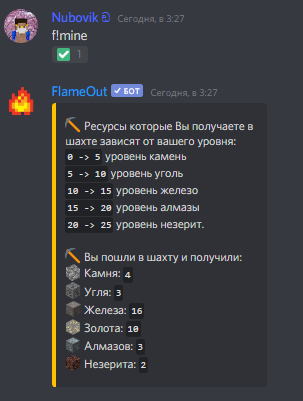 Nubovik Сегодня, в 3:27
f!mine
1
FlameOut БОТ Сегодня, в 3:27
Ресурсы которые Вы получаете в
шахте зависят от вашего уровня:
0 -> 5 уровень камень
5 -> 10 уровень уголь
10 -> 15 уровень железо
15 -> 20 уровень алмазы
20 -> 25 уровень незерит.
Вы пошли в шахту и получили:
Камня: 4
Угля: 3
Железа: 16
Золота: 10
Алмазов: 3
Незерита: 2